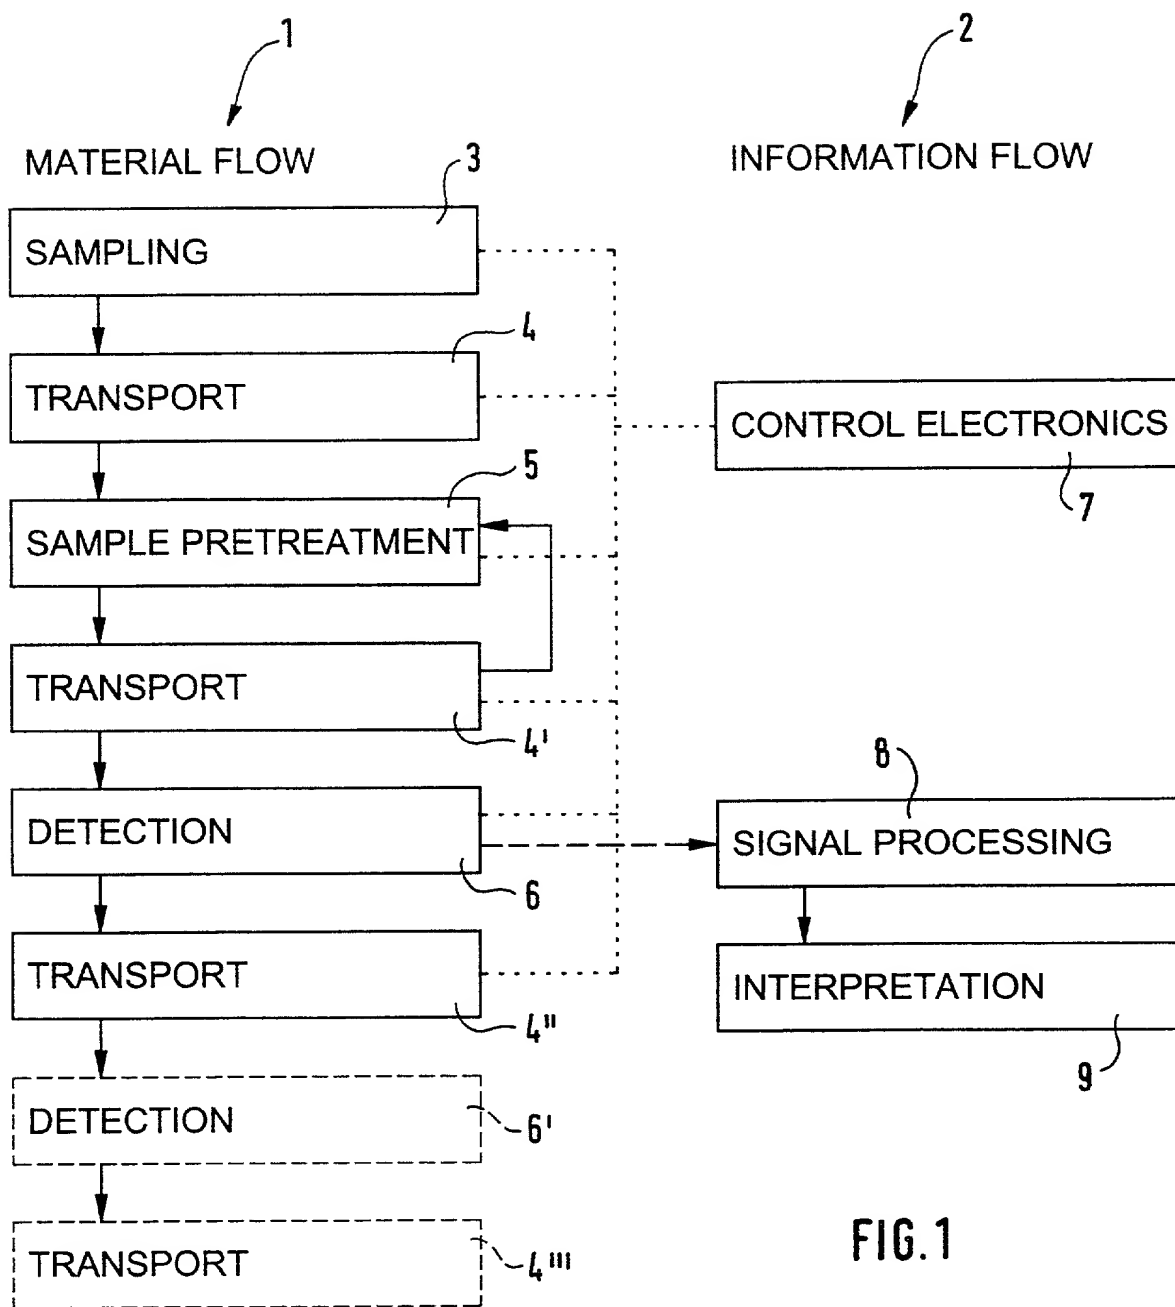 1
2
MATERIAL FLOW
INFORMATION FLOW
3
SAMPLING
4
TRANSPORT
CONTROL ELECTRONICS
7
5
SAMPLE PRETREATMENT
TRANSPORT
4'
8
DETECTION
SIGNAL PROCESSING
6
TRANSPORT
INTERPRETATION
4"
9
DETECTION
6'
TRANSPORT
4'''
FIG.1